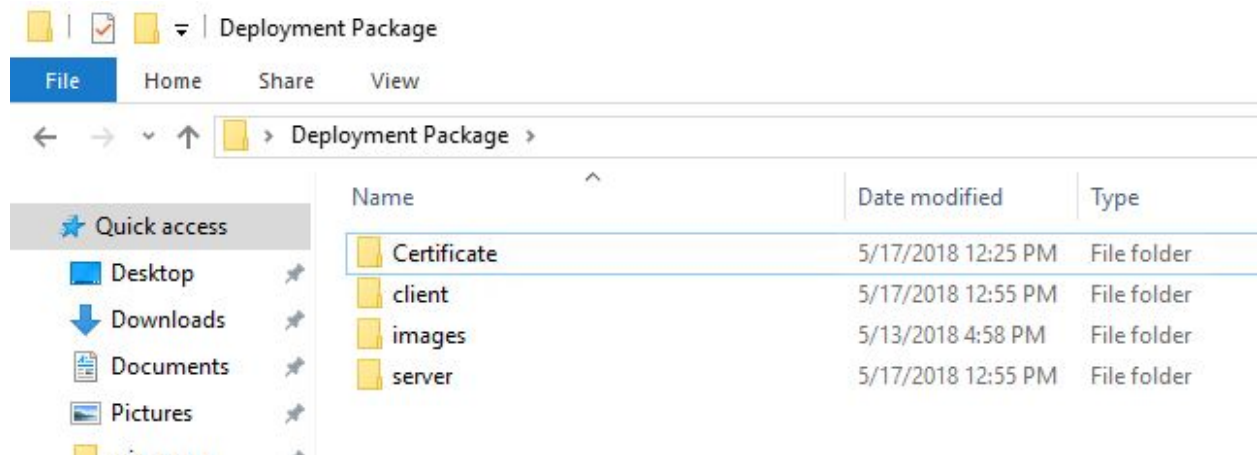 Deployment Package
File Home Share View
Deployment Package
Name Date modified Type
Quick access
Desktop
Downloads
Documents
Pictures
Certificate 5/17/2018 12:25 PM File folder
client 5/17/2018 12:55 PM File folder
images 5/13/2018 4:58 PM File folder
server 5/17/2018 12:55 PM File folder